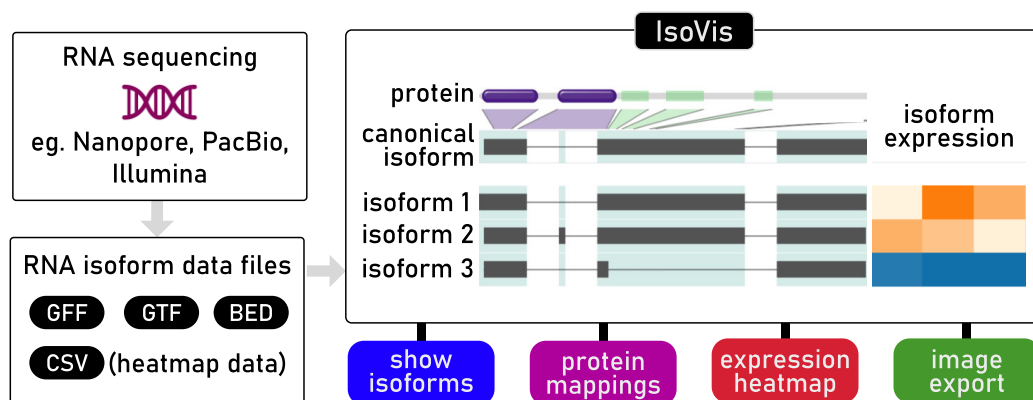 RNA sequencing
eg. Nanopore, PacBio,
Illumina
RNA isoform data files
GFF GTF BED
CSV (heatmap data)
IsoVis
protein
canonical
isoform
isoform
expression
isoform 1
isoform 2
isoform 3
show
isoforms
protein
mappings
expression
heatmap
image
export